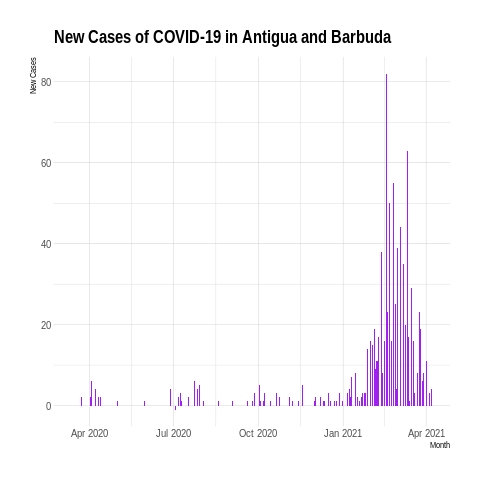 New Cases of COVID-19 in Antigua and Barbuda
New Cases
80
60
40
20
0
Apr 2020 Jul 2020 Oct 2020 Jan 2021 Apr 2021
Month